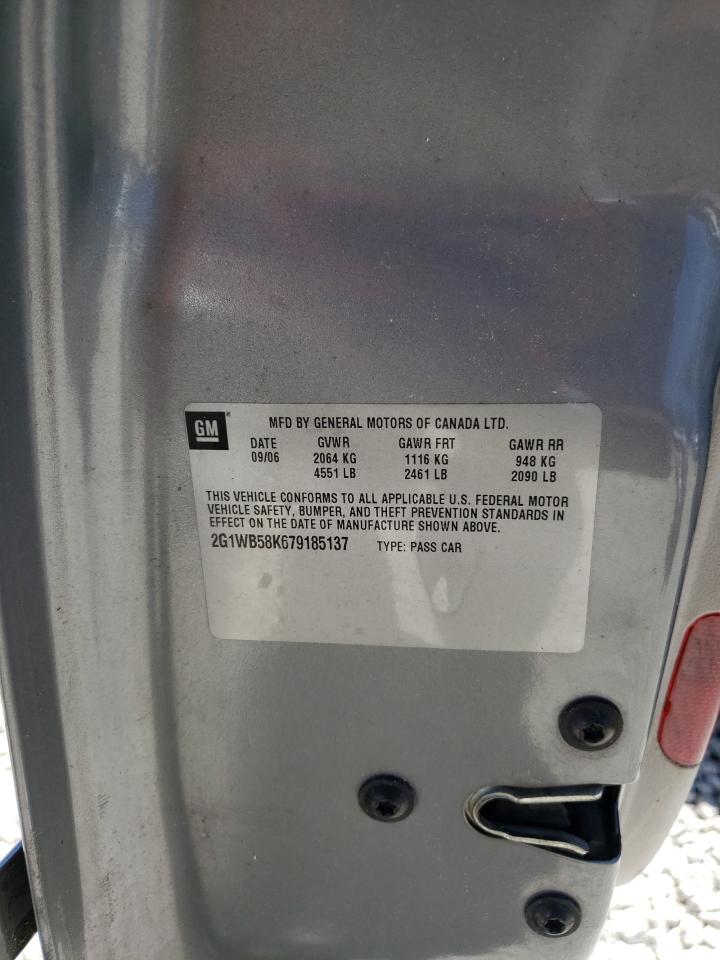 GM
MFD BY GENERAL MOTORS OF CANADA LTD.
DATE GVWR GAWR FRT GAWR RR
09/06 2064 KG 1116 KG 948 KG
4551 LB 2461 LB 2090 LB
THIS VEHICLE CONFORMS TO ALL APPLICABLE U.S. FEDERAL MOTOR
VEHICLE SAFETY, BUMPER, AND THEFT PREVENTION STANDARDS IN
EFFECT ON THE DATE OF MANUFACTURE SHOWN ABOVE.
2G1WB58K679185137 TYPE: PASS CAR